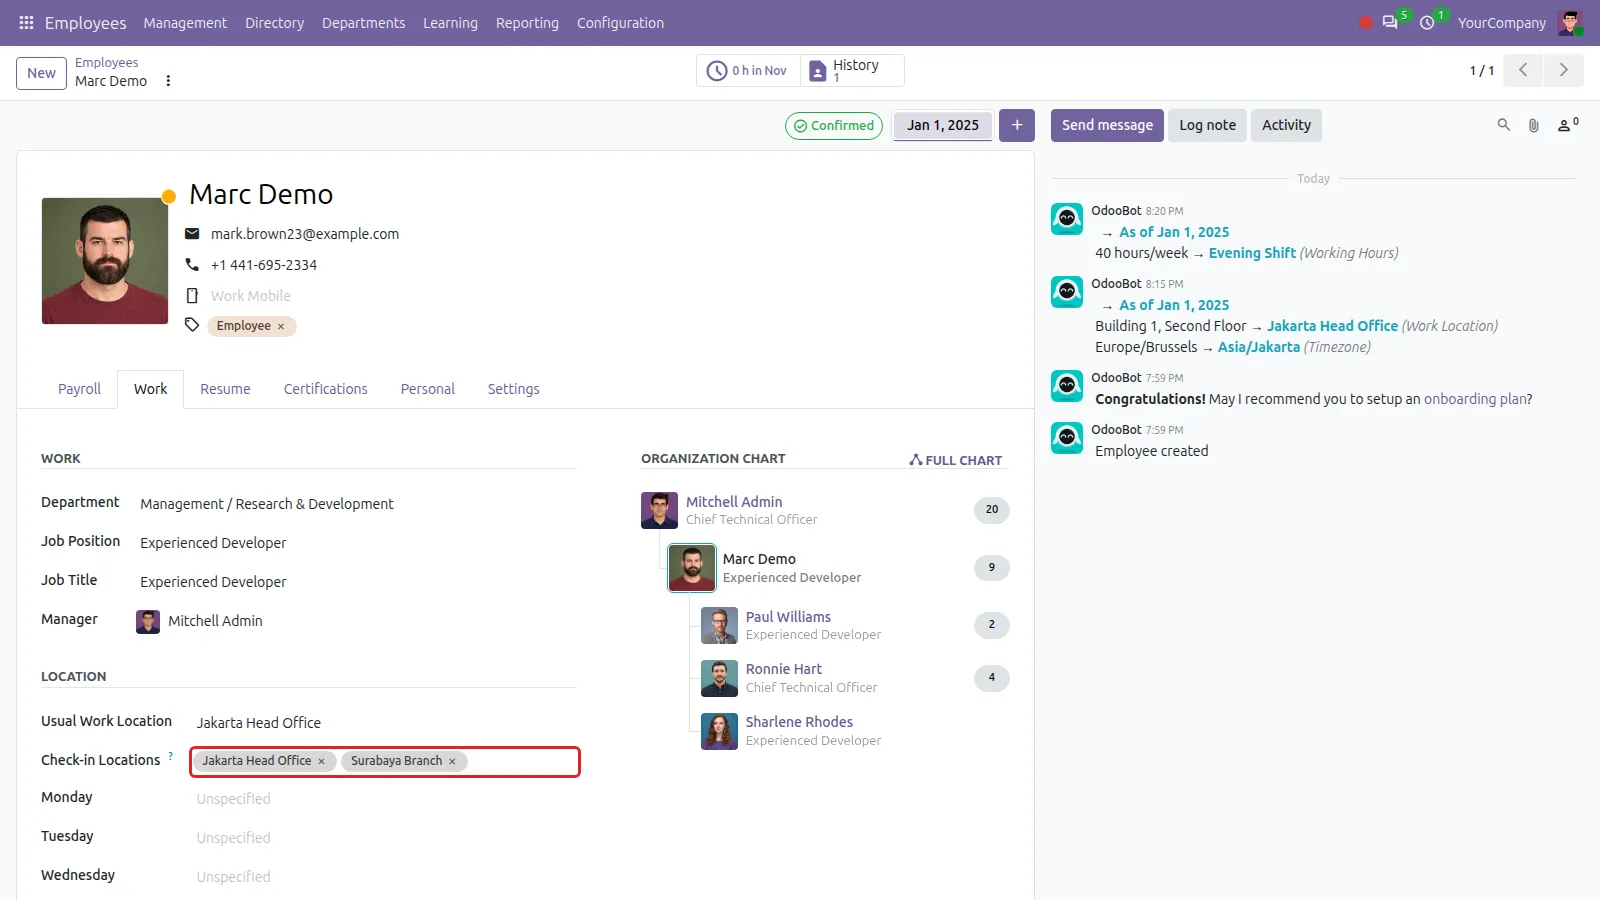 Employees Management Directory Departments Learning Reporting Configuration 5 1 YourCompany
New Employees
Marc Demo
0 h in Nov History 1
1 / 1
Confirmed Jan 1, 2025 + Send message Log note Activity 0
Marc Demo
mark.brown23@example.com
+1 441-695-2334
Work Mobile
Employee ×
Payroll Work Resume Certifications Personal Settings
WORK
Department Management / Research & Development
Job Position Experienced Developer
Job Title Experienced Developer
Manager Mitchell Admin
LOCATION
Usual Work Location Jakarta Head Office
Check-in Locations ? Jakarta Head Office × Surabaya Branch ×
Monday Unspecified
Tuesday Unspecified
Wednesday Unspecified
ORGANIZATION CHART FULL CHART
Mitchell Admin 20
Chief Technical Officer
Marc Demo 9
Experienced Developer
Paul Williams 2
Experienced Developer
Ronnie Hart 4
Chief Technical Officer
Sharlene Rhodes
Experienced Developer
Today
OdooBot 8:20 PM
→ As of Jan 1, 2025
40 hours/week → Evening Shift (Working Hours)
OdooBot 8:15 PM
→ As of Jan 1, 2025
Building 1, Second Floor → Jakarta Head Office (Work Location)
Europe/Brussels → Asia/Jakarta (Timezone)
OdooBot 7:59 PM
Congratulations! May I recommend you to setup an onboarding plan?
OdooBot 7:59 PM
Employee created